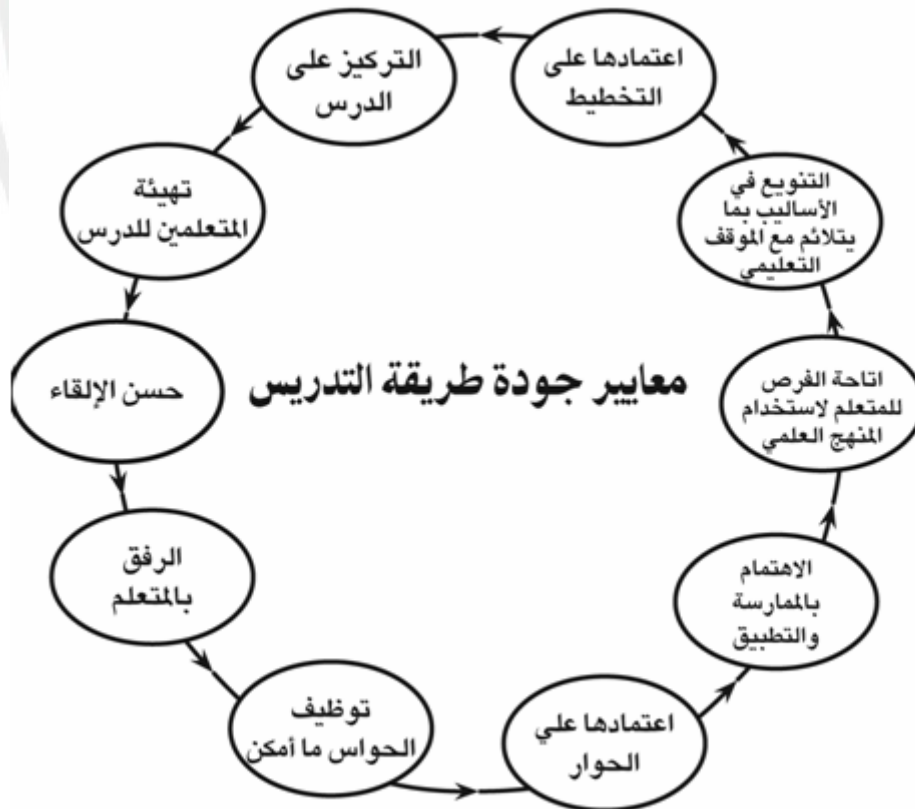 اعتمادها على
التخطيط
التركيز على
الدرس
تهيئة
المتعلمين للدرس
حسن الإلقاء
الرفق
بالمتعلم
توظيف
الحواس ما أمكن
اعتمادها علي
الحوار
الاهتمام
بالممارسة
والتطبيق
اتاحة الفرص
للمتعلم لاستخدام
المنهج العلمي
التنويع في
الأساليب بما
يتلائم مع الموقف
التعليمي
معايير جودة طريقة التدريس